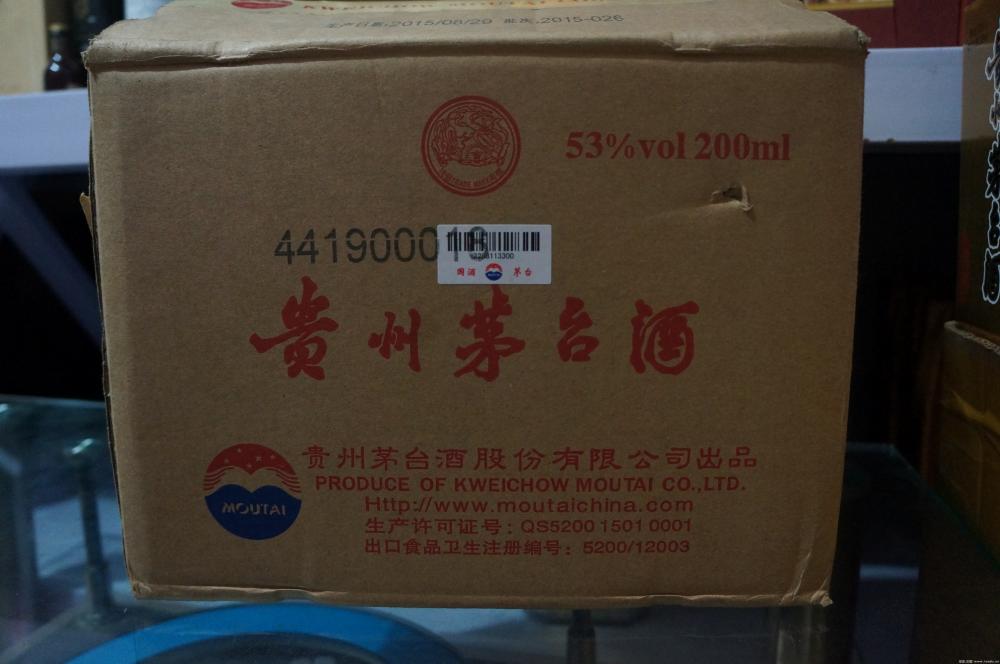 生产日期:2015/08/29 批次:2015-026
53%vol 200ml
44190001
国酒 MOUTAI 茅台
贵州茅台酒
贵州茅台酒股份有限公司出品
MOUTAI
PRODUCE OF KWEICHOW MOUTAI CO.,LTD.
Http://www.moutaichina.com
生产许可证号：QS5200 1501 0001
出口食品卫生注册编号：5200/12003